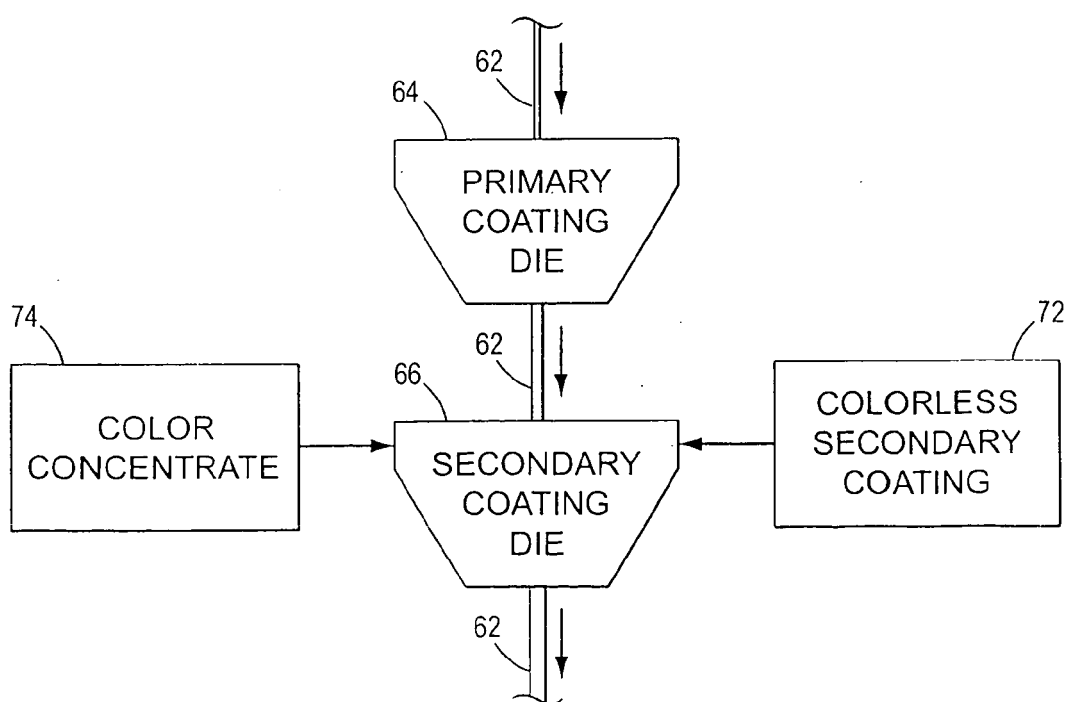 62
64
PRIMARY
COATING
DIE
74
62
72
66
COLOR
CONCENTRATE
SECONDARY
COATING
DIE
COLORLESS
SECONDARY
COATING
62